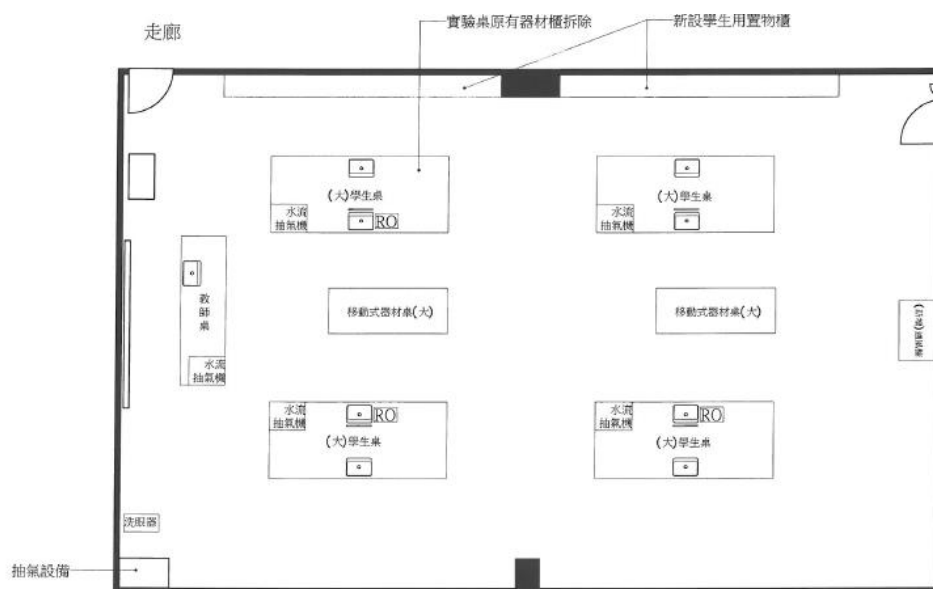 實驗桌原有器材櫃拆除
新設學生用置物櫃
走廊
(大)學生桌
水流
抽氣機
RO
(大)學生桌
水流
抽氣機
教師桌
水流
抽氣機
移動式器材桌(大)
移動式器材桌(大)
水流
抽氣機
RO
(大)學生桌
水流
抽氣機
RO
(大)學生桌
洗眼器
抽氣設備